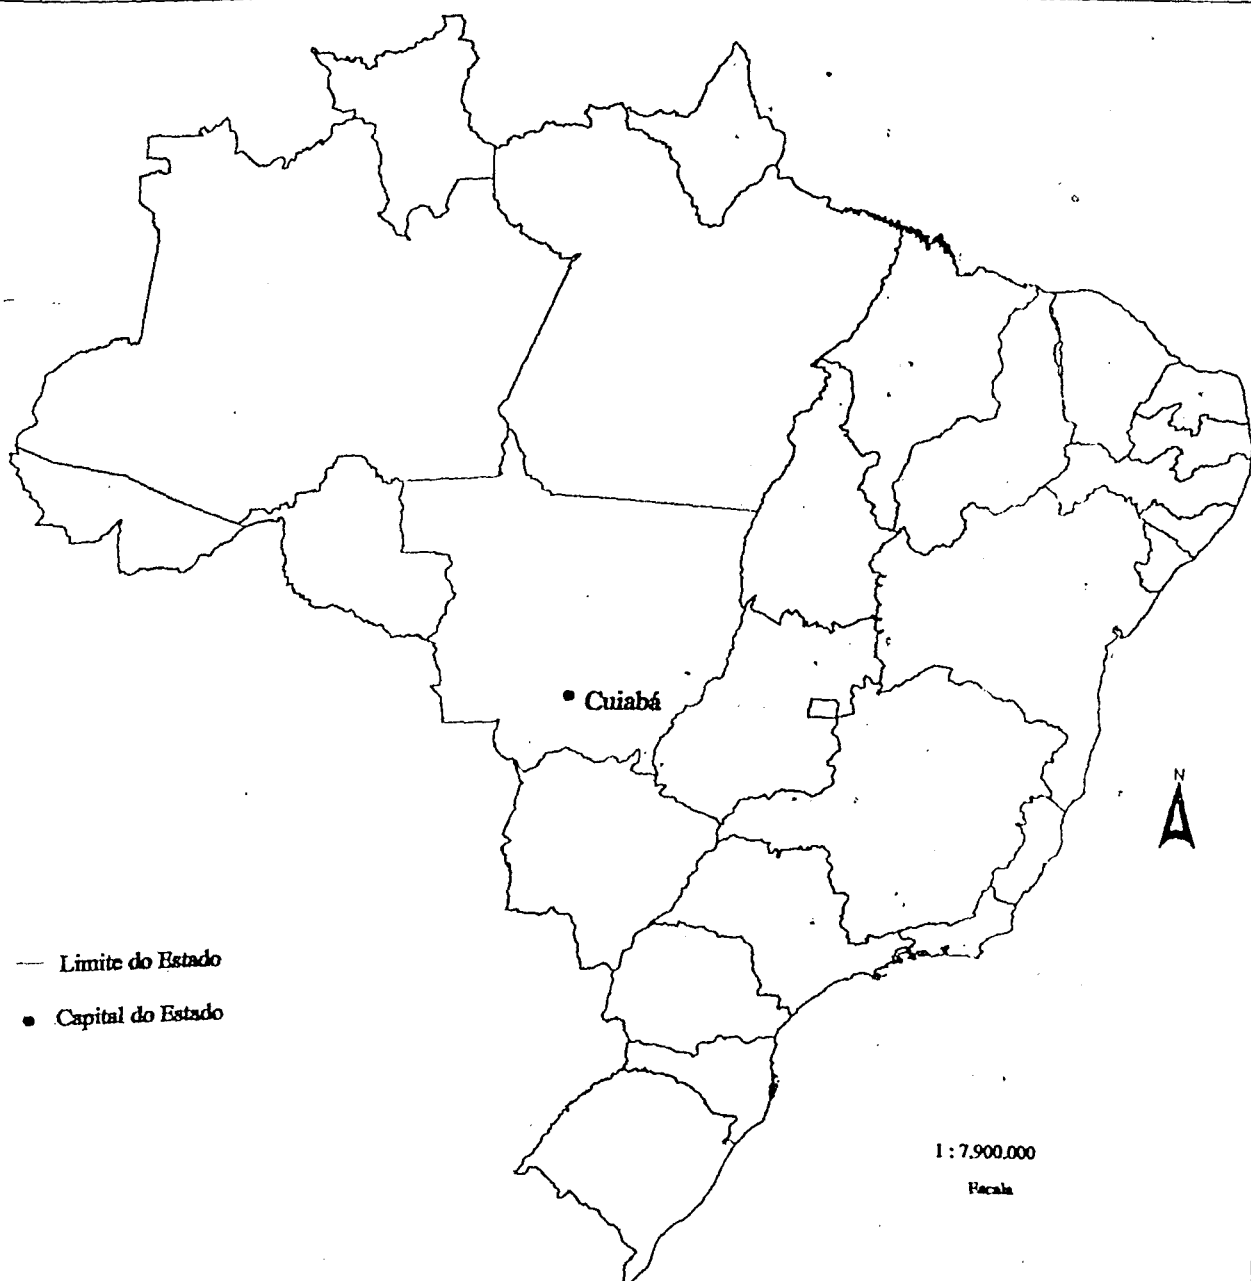 Cuiabá
N
Limite do Estado
Capital do Estado
1 : 7.900.000
Escala